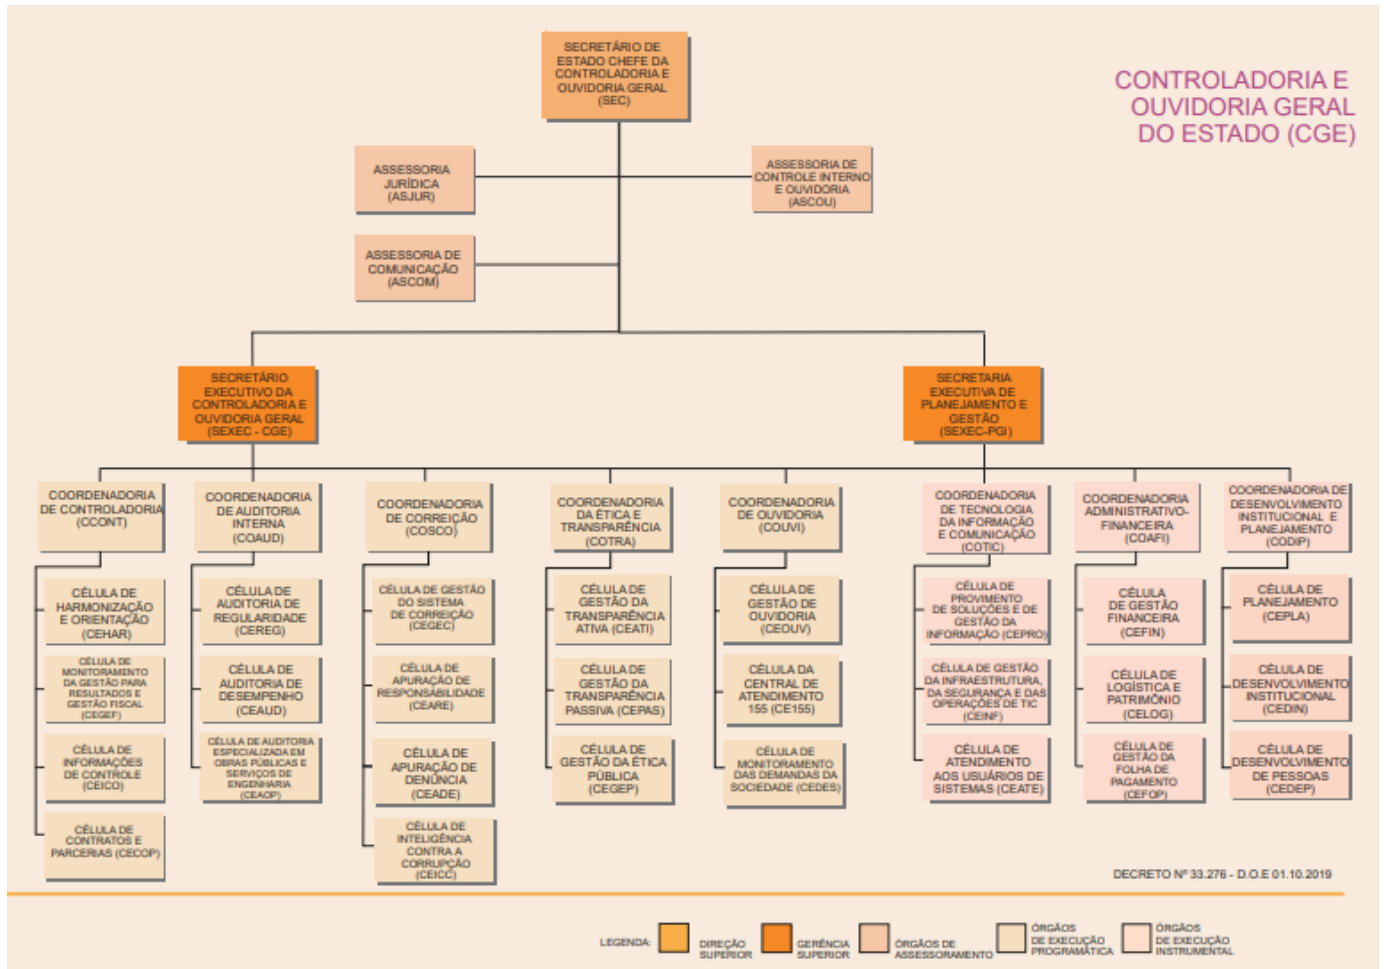 CONTROLADORIA E
OUVIDORIA GERAL
DO ESTADO (CGE)
SECRETÁRIO DE
ESTADO CHEFE DA
CONTROLADORIA E
OUVIDORIA GERAL
(SEC)
ASSESSORIA
JURÍDICA
(ASJUR)
ASSESSORIA DE
CONTROLE INTERNO
E OUVIDORIA
(ASCOU)
ASSESSORIA DE
COMUNICAÇÃO
(ASCOM)
SECRETÁRIO
EXECUTIVO DA
CONTROLADORIA E
OUVIDORIA GERAL
(SEXEC - CGE)
SECRETARIA
EXECUTIVA DE
PLANEJAMENTO E
GESTÃO
(SEXEC-PGI)
COORDENADORIA
DE CONTROLADORIA
(CCONT)
COORDENADORIA
DE AUDITORIA
INTERNA
(COAUD)
COORDENADORIA
DE CORREIÇÃO
(COSCO)
COORDENADORIA
DA ÉTICA E
TRANSPARÊNCIA
(COTRA)
COORDENADORIA
DE OUVIDORIA
(COUVI)
COORDENADORIA
DE TECNOLOGIA
DA INFORMAÇÃO
E COMUNICAÇÃO
(COTIC)
COORDENADORIA
ADMINISTRATIVO-
FINANCEIRA
(COAFI)
COORDENADORIA DE
DESENVOLVIMENTO
INSTITUCIONAL E
PLANEJAMENTO
(CODIP)
CÉLULA DE
HARMONIZAÇÃO
E ORIENTAÇÃO
(CEHAR)
CÉLULA DE
AUDITORIA DE
REGULARIDADE
(CEREG)
CÉLULA DE GESTÃO
DO SISTEMA
DE CORREIÇÃO
(CEGEC)
CÉLULA DE
GESTÃO DA
TRANSPARÊNCIA
ATIVA (CEATI)
CÉLULA DE
GESTÃO DE
OUVIDORIA
(CEOUV)
CÉLULA DE
PROVIMENTO
DE SOLUÇÕES E DE
GESTÃO DA
INFORMAÇÃO (CEPRO)
CÉLULA
DE GESTÃO
FINANCEIRA
(CEFIN)
CÉLULA DE
PLANEJAMENTO
(CEPLA)
CÉLULA DE
MONITORAMENTO
DA GESTÃO PARA
RESULTADOS E
GESTÃO FISCAL
(CEGEF)
CÉLULA DE
AUDITORIA DE
DESEMPENHO
(CEAUD)
CÉLULA DE
APURAÇÃO DE
RESPONSABILIDADE
(CEARE)
CÉLULA DE
GESTÃO DA
TRANSPARÊNCIA
PASSIVA (CEPAS)
CÉLULA DA
CENTRAL DE
ATENDIMENTO
155 (CE155)
CÉLULA DE GESTÃO
DA INFRAESTRUTURA,
DA SEGURANÇA E DAS
OPERAÇÕES DE TIC
(CEINF)
CÉLULA DE
LOGÍSTICA E
PATRIMÔNIO
(CELOG)
CÉLULA DE
DESENVOLVIMENTO
INSTITUCIONAL
(CEDIN)
CÉLULA DE
INFORMAÇÕES
DE CONTROLE
(CEICO)
CÉLULA DE AUDITORIA
ESPECIALIZADA EM
OBRAS PÚBLICAS E
SERVIÇOS DE
ENGENHARIA
(CEAOP)
CÉLULA DE
APURAÇÃO DE
DENÚNCIA
(CEADE)
CÉLULA DE
GESTÃO DA ÉTICA
PÚBLICA
(CEGEP)
CÉLULA DE
MONITORAMENTO
DAS DEMANDAS DA
SOCIEDADE (CEDES)
CÉLULA DE
ATENDIMENTO
AOS USUÁRIOS DE
SISTEMAS (CEATE)
CÉLULA DE
GESTÃO DA
FOLHA DE
PAGAMENTO
(CEFOP)
CÉLULA DE
DESENVOLVIMENTO
DE PESSOAS
(CEDEP)
CÉLULA DE
CONTRATOS E
PARCERIAS (CECOP)
CÉLULA DE
INTELIGÊNCIA
CONTRA A
CORRUPÇÃO
(CEICC)
DECRETO Nº 33.276 - D.O.E 01.10.2019
LEGENDA:
DIREÇÃO
SUPERIOR
GERÊNCIA
SUPERIOR
ÓRGÃOS DE
ASSESSORAMENTO
ÓRGÃOS
DE EXECUÇÃO
PROGRAMÁTICA
ÓRGÃOS
DE EXECUÇÃO
INSTRUMENTAL